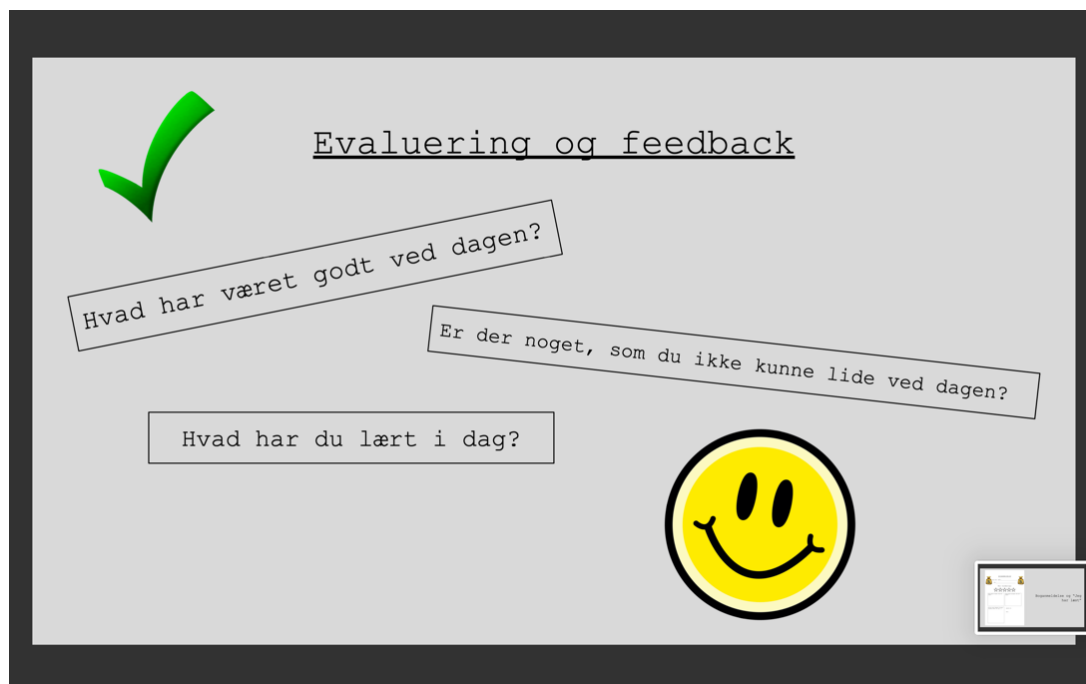 Evaluering og feedback
Hvad har været godt ved dagen?
Er der noget, som du ikke kunne lide ved dagen?
Hvad har du lært i dag?